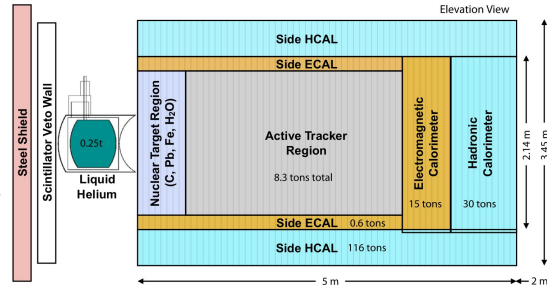 Elevation View
Side HCAL
Side ECAL
Steel Shield
Scintillator Veto Wall
0.25t
Liquid
Helium
Nuclear Target Region
(C, Pb, Fe, H₂O)
Active Tracker
Region
8.3 tons total
Electromagnetic
Calorimeter
15 tons
Hadronic
Calorimeter
30 tons
Side ECAL 0.6 tons
Side HCAL 116 tons
2.14 m
3.45 m
5 m
2 m